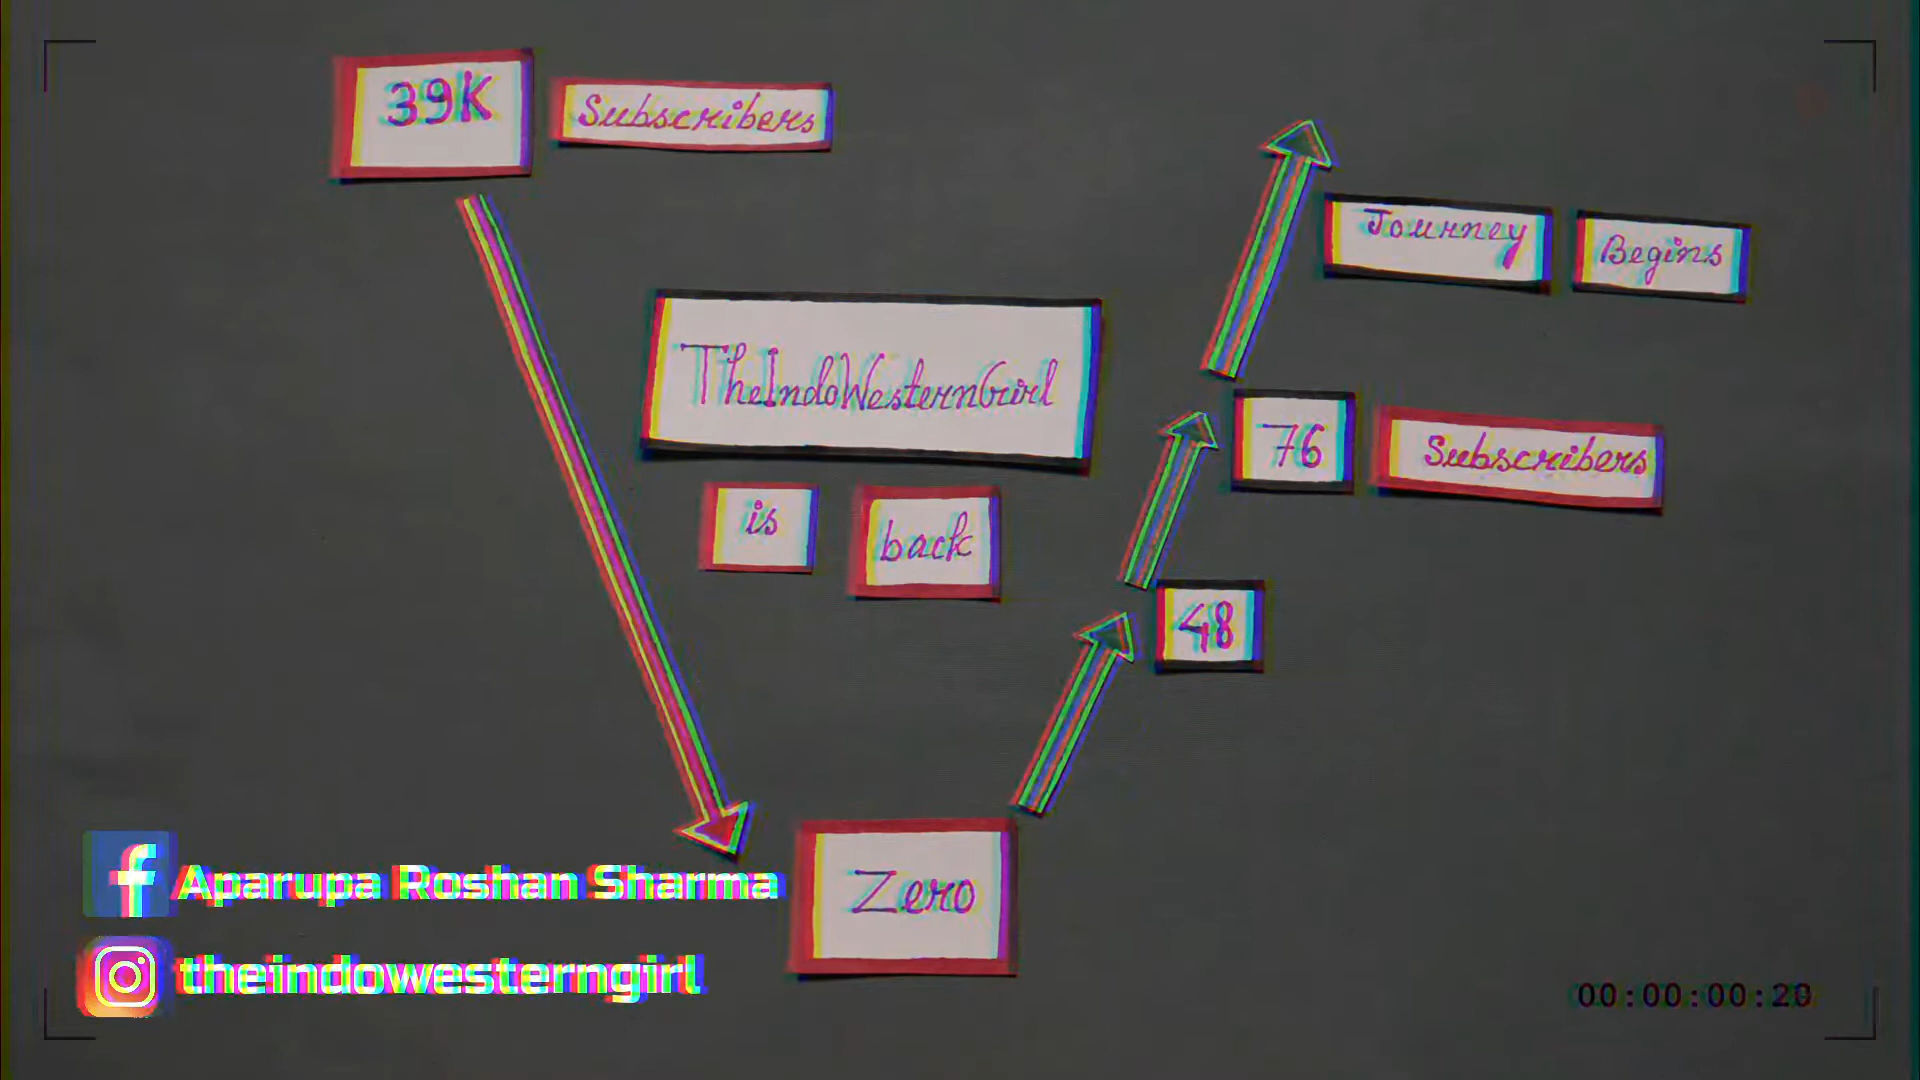 39K Subscribers
Journey Begins
TheIndoWesternGirl
76 Subscribers
is back
48
Zero
Aparupa Roshan Sharma
theindowesterngirl
00:00:00:20